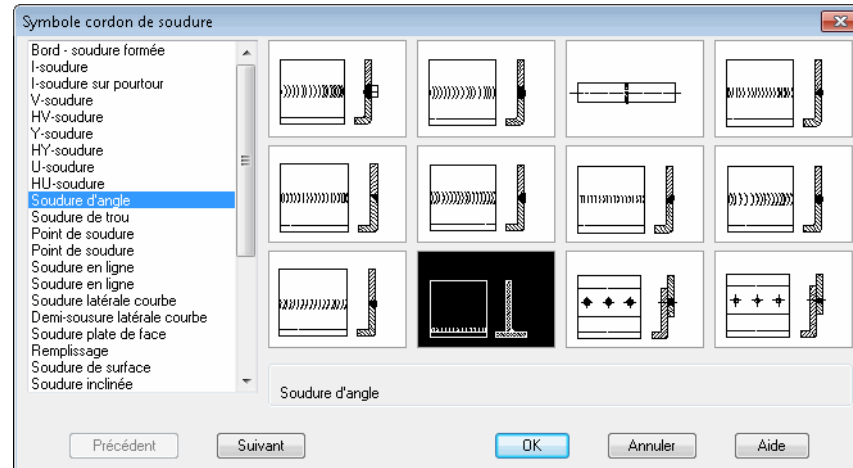 Symbole cordon de soudure
Bord - soudure formée
I-soudure
I-soudure sur pourtour
V-soudure
HV-soudure
Y-soudure
HY-soudure
U-soudure
HU-soudure
Soudure d'angle
Soudure de trou
Point de soudure
Point de soudure
Soudure en ligne
Soudure en ligne
Soudure latérale courbe
Demi-sousure latérale courbe
Soudure plate de face
Remplissage
Soudure de surface
Soudure inclinée
Soudure d'angle
Précédent
Suivant
OK
Annuler
Aide